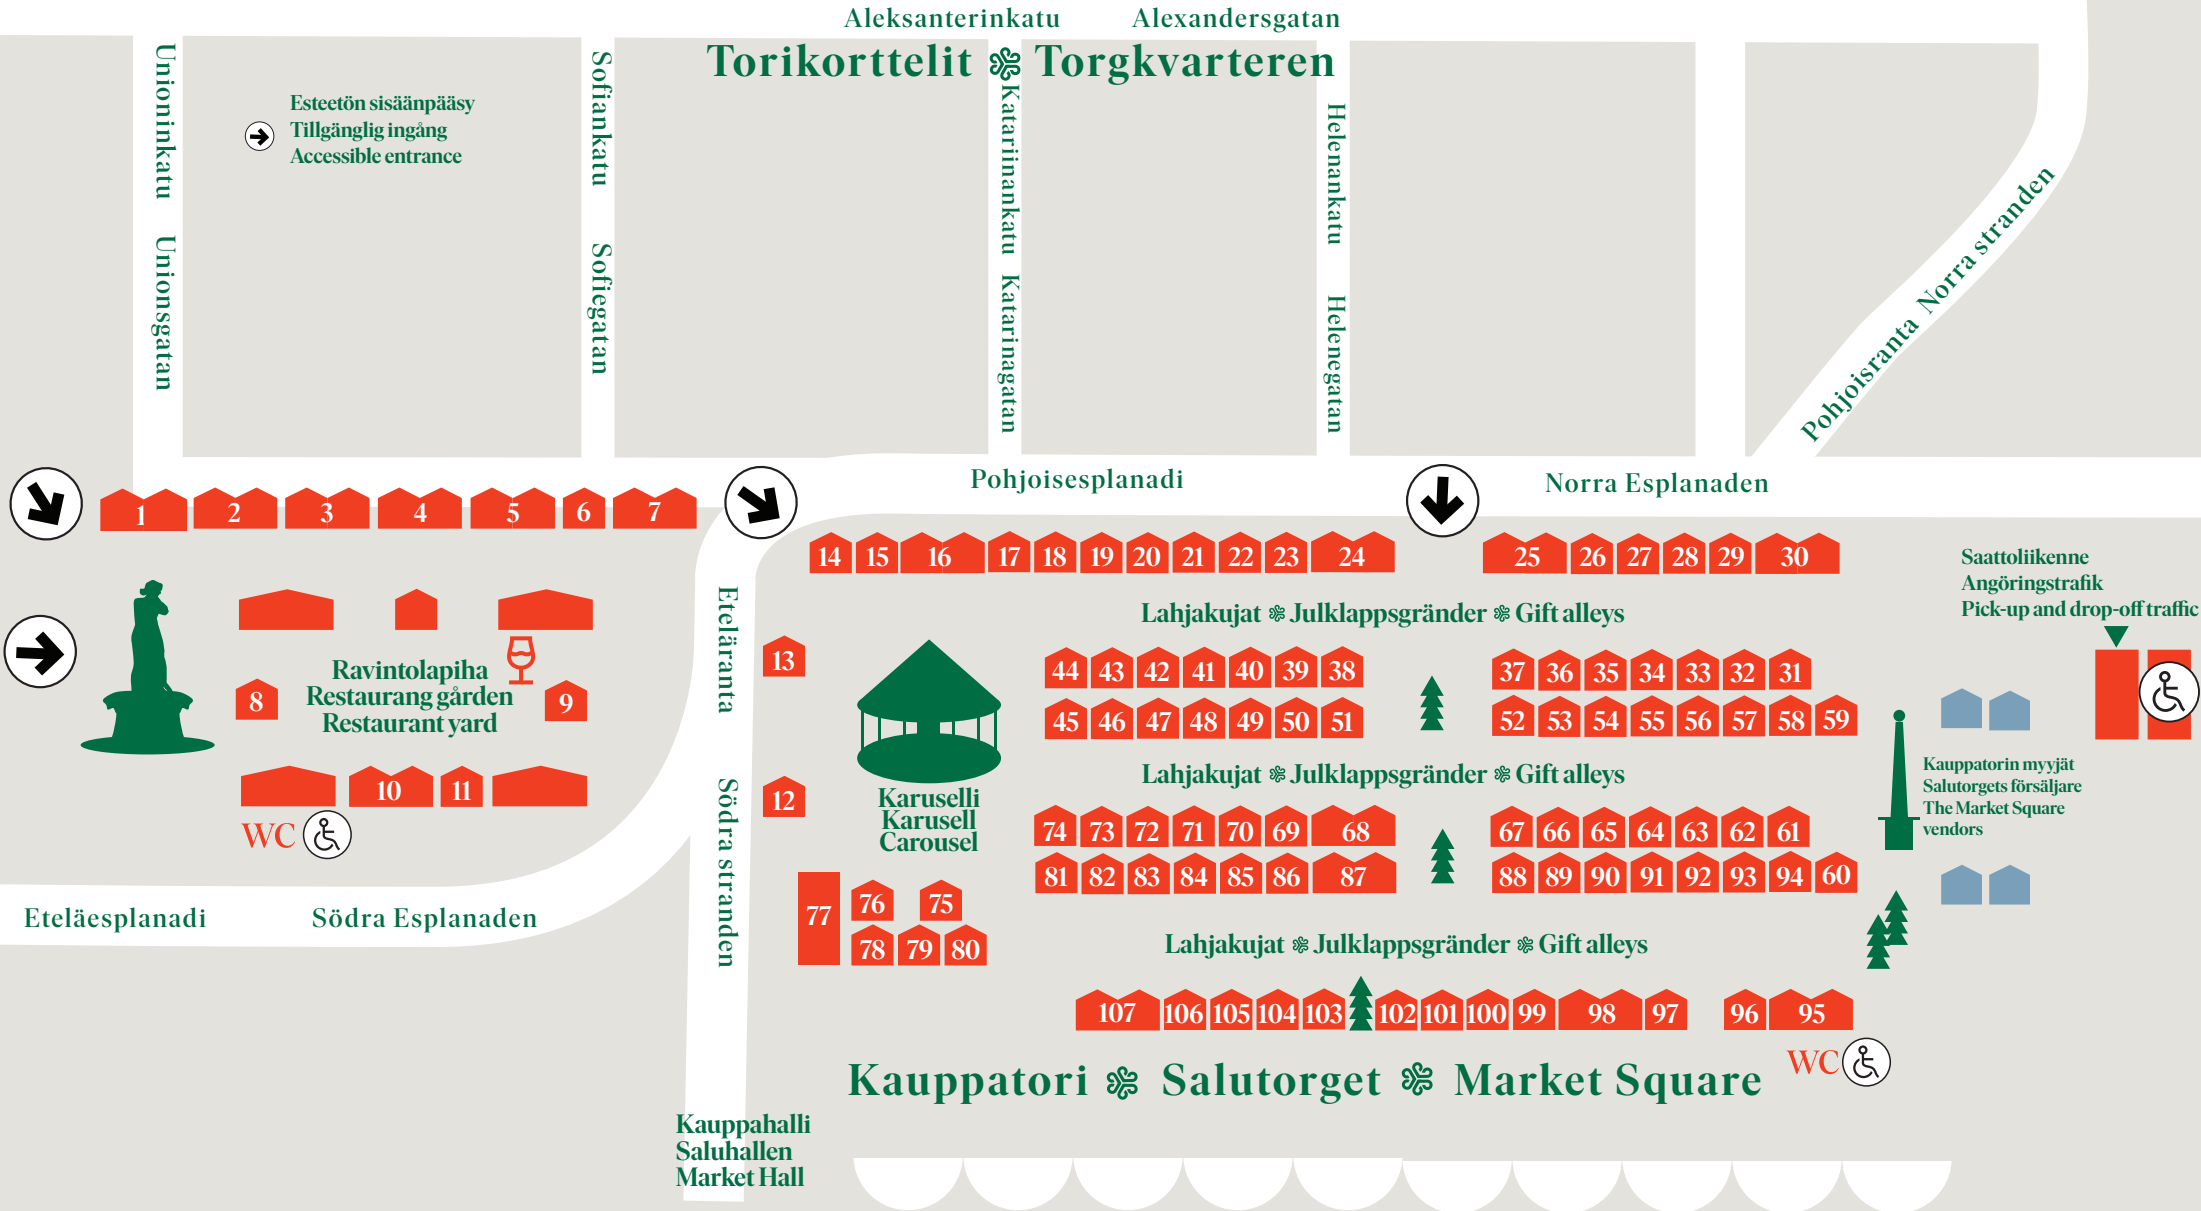 Aleksanterinkatu Alexandersgatan
Torikorttelit Torgkvarteren
Unioninkatu Unionsgatan
Esteetön sisäänpääsy
Tillgänglig ingång
Accessible entrance
Sofiankatu Sofiegatan
Katariinankatu Katarinagatan
Helenankatu Helenegatan
Pohjoisranta Norra stranden
Pohjoisesplanadi Norra Esplanaden
1 2 3 4 5 6 7
14 15 16 17 18 19 20 21 22 23 24 25 26 27 28 29 30
Saattoliikenne
Angöringstrafik
Pick-up and drop-off traffic
Lahjakujat Julklappsgränder Gift alleys
Eteläranta Södra stranden
13
Ravintolapiha
Restaurang gården
Restaurant yard
8 9
44 43 42 41 40 39 38 37 36 35 34 33 32 31
45 46 47 48 49 50 51 52 53 54 55 56 57 58 59
10 11
12
WC
Karuselli
Karusell
Carousel
Lahjakujat Julklappsgränder Gift alleys
Kauppatorin myyjät
Salutorgets försäljare
The Market Square
vendors
74 73 72 71 70 69 68 67 66 65 64 63 62 61
81 82 83 84 85 86 87 88 89 90 91 92 93 94 60
Eteläesplanadi Södra Esplanaden
77 76 75
78 79 80
Lahjakujat Julklappsgränder Gift alleys
107 106 105 104 103 102 101 100 99 98 97 96 95
Kauppatori Salutorget Market Square
WC
Kauppahalli
Saluhallen
Market Hall